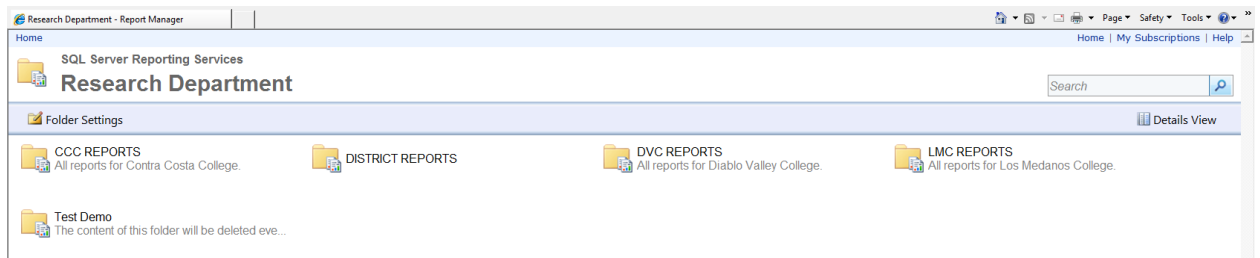 Research Department - Report Manager
Page Safety Tools »
Home
Home | My Subscriptions | Help
SQL Server Reporting Services
Research Department
Search
Folder Settings
Details View
CCC REPORTS
All reports for Contra Costa College.
DISTRICT REPORTS
DVC REPORTS
All reports for Diablo Valley College.
LMC REPORTS
All reports for Los Medanos College.
Test Demo
The content of this folder will be deleted eve...